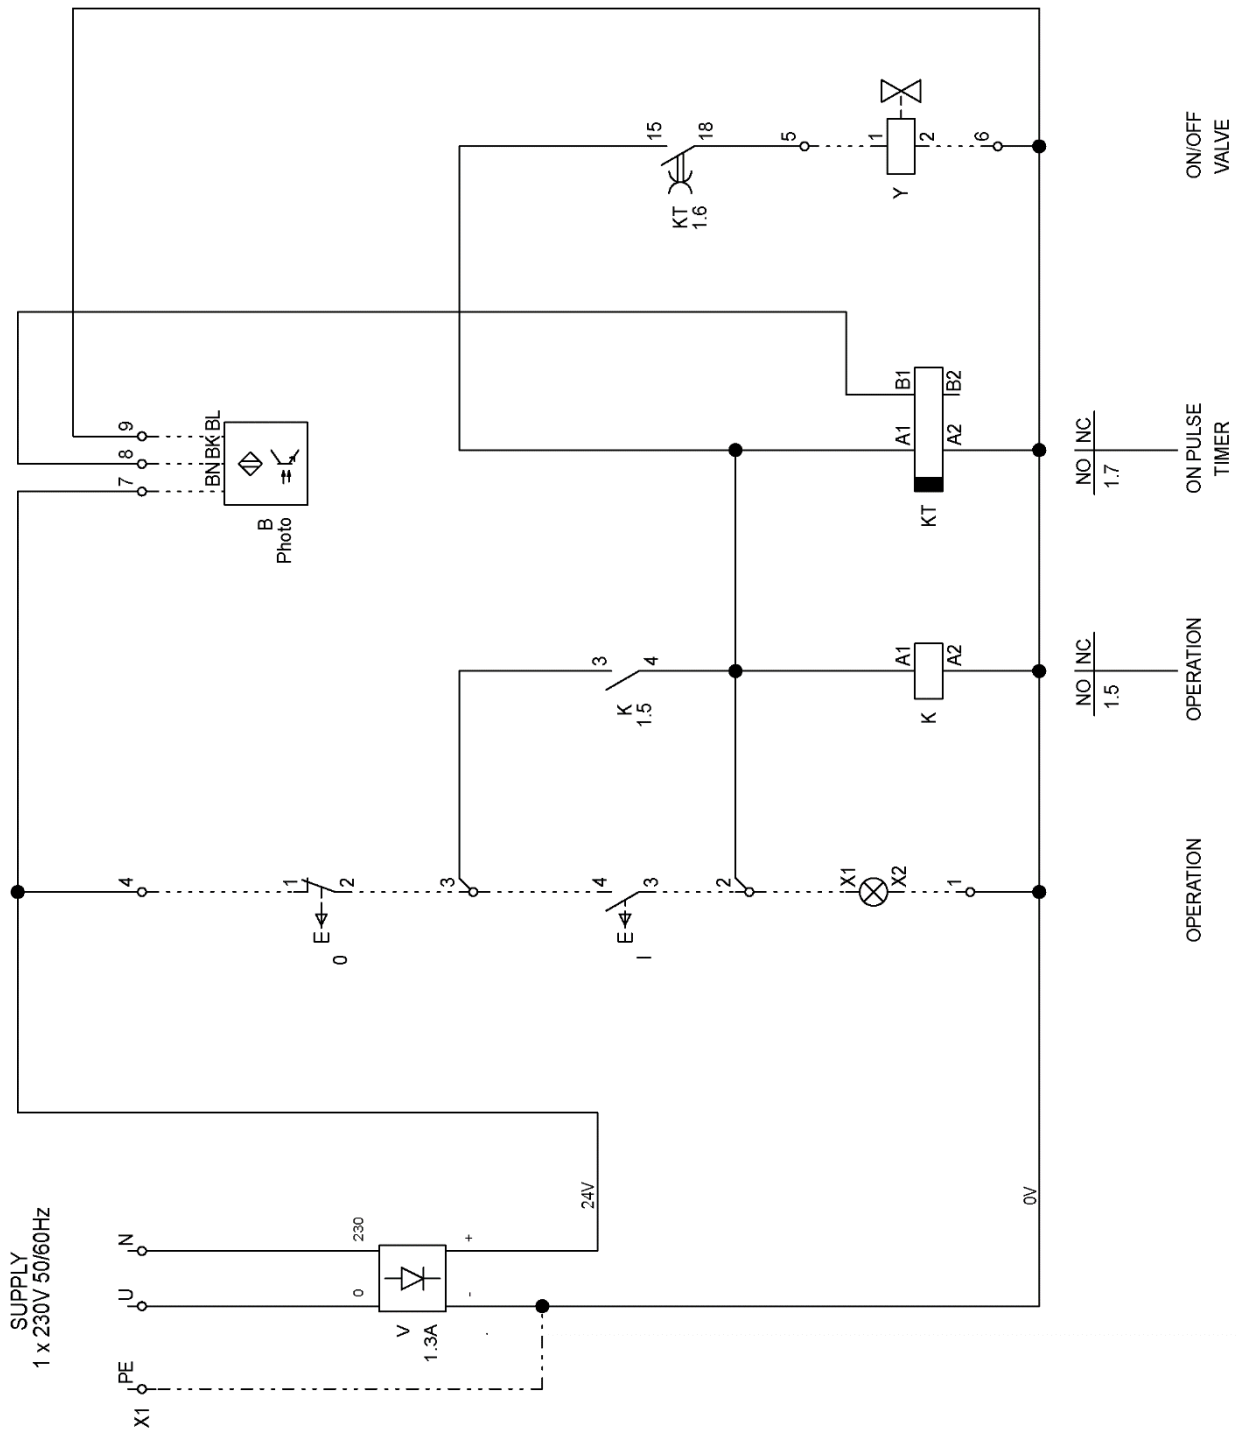 SUPPLY
1 x 230V 50/60Hz
X1
PE
U
N
0
230
V
1.3A
-
+
24V
0V
4
1
2
0
3
4
3
I
2
X1
X2
1
OPERATION
3
4
K
1.5
A1
A2
K
NO NC
1.5
OPERATION
7
8
9
BN BK BL
B
Photo
A1
B1
A2
B2
KT
NO NC
1.7
ON PULSE
TIMER
15
18
KT
1.6
5
1
2
6
Y
ON/OFF
VALVE